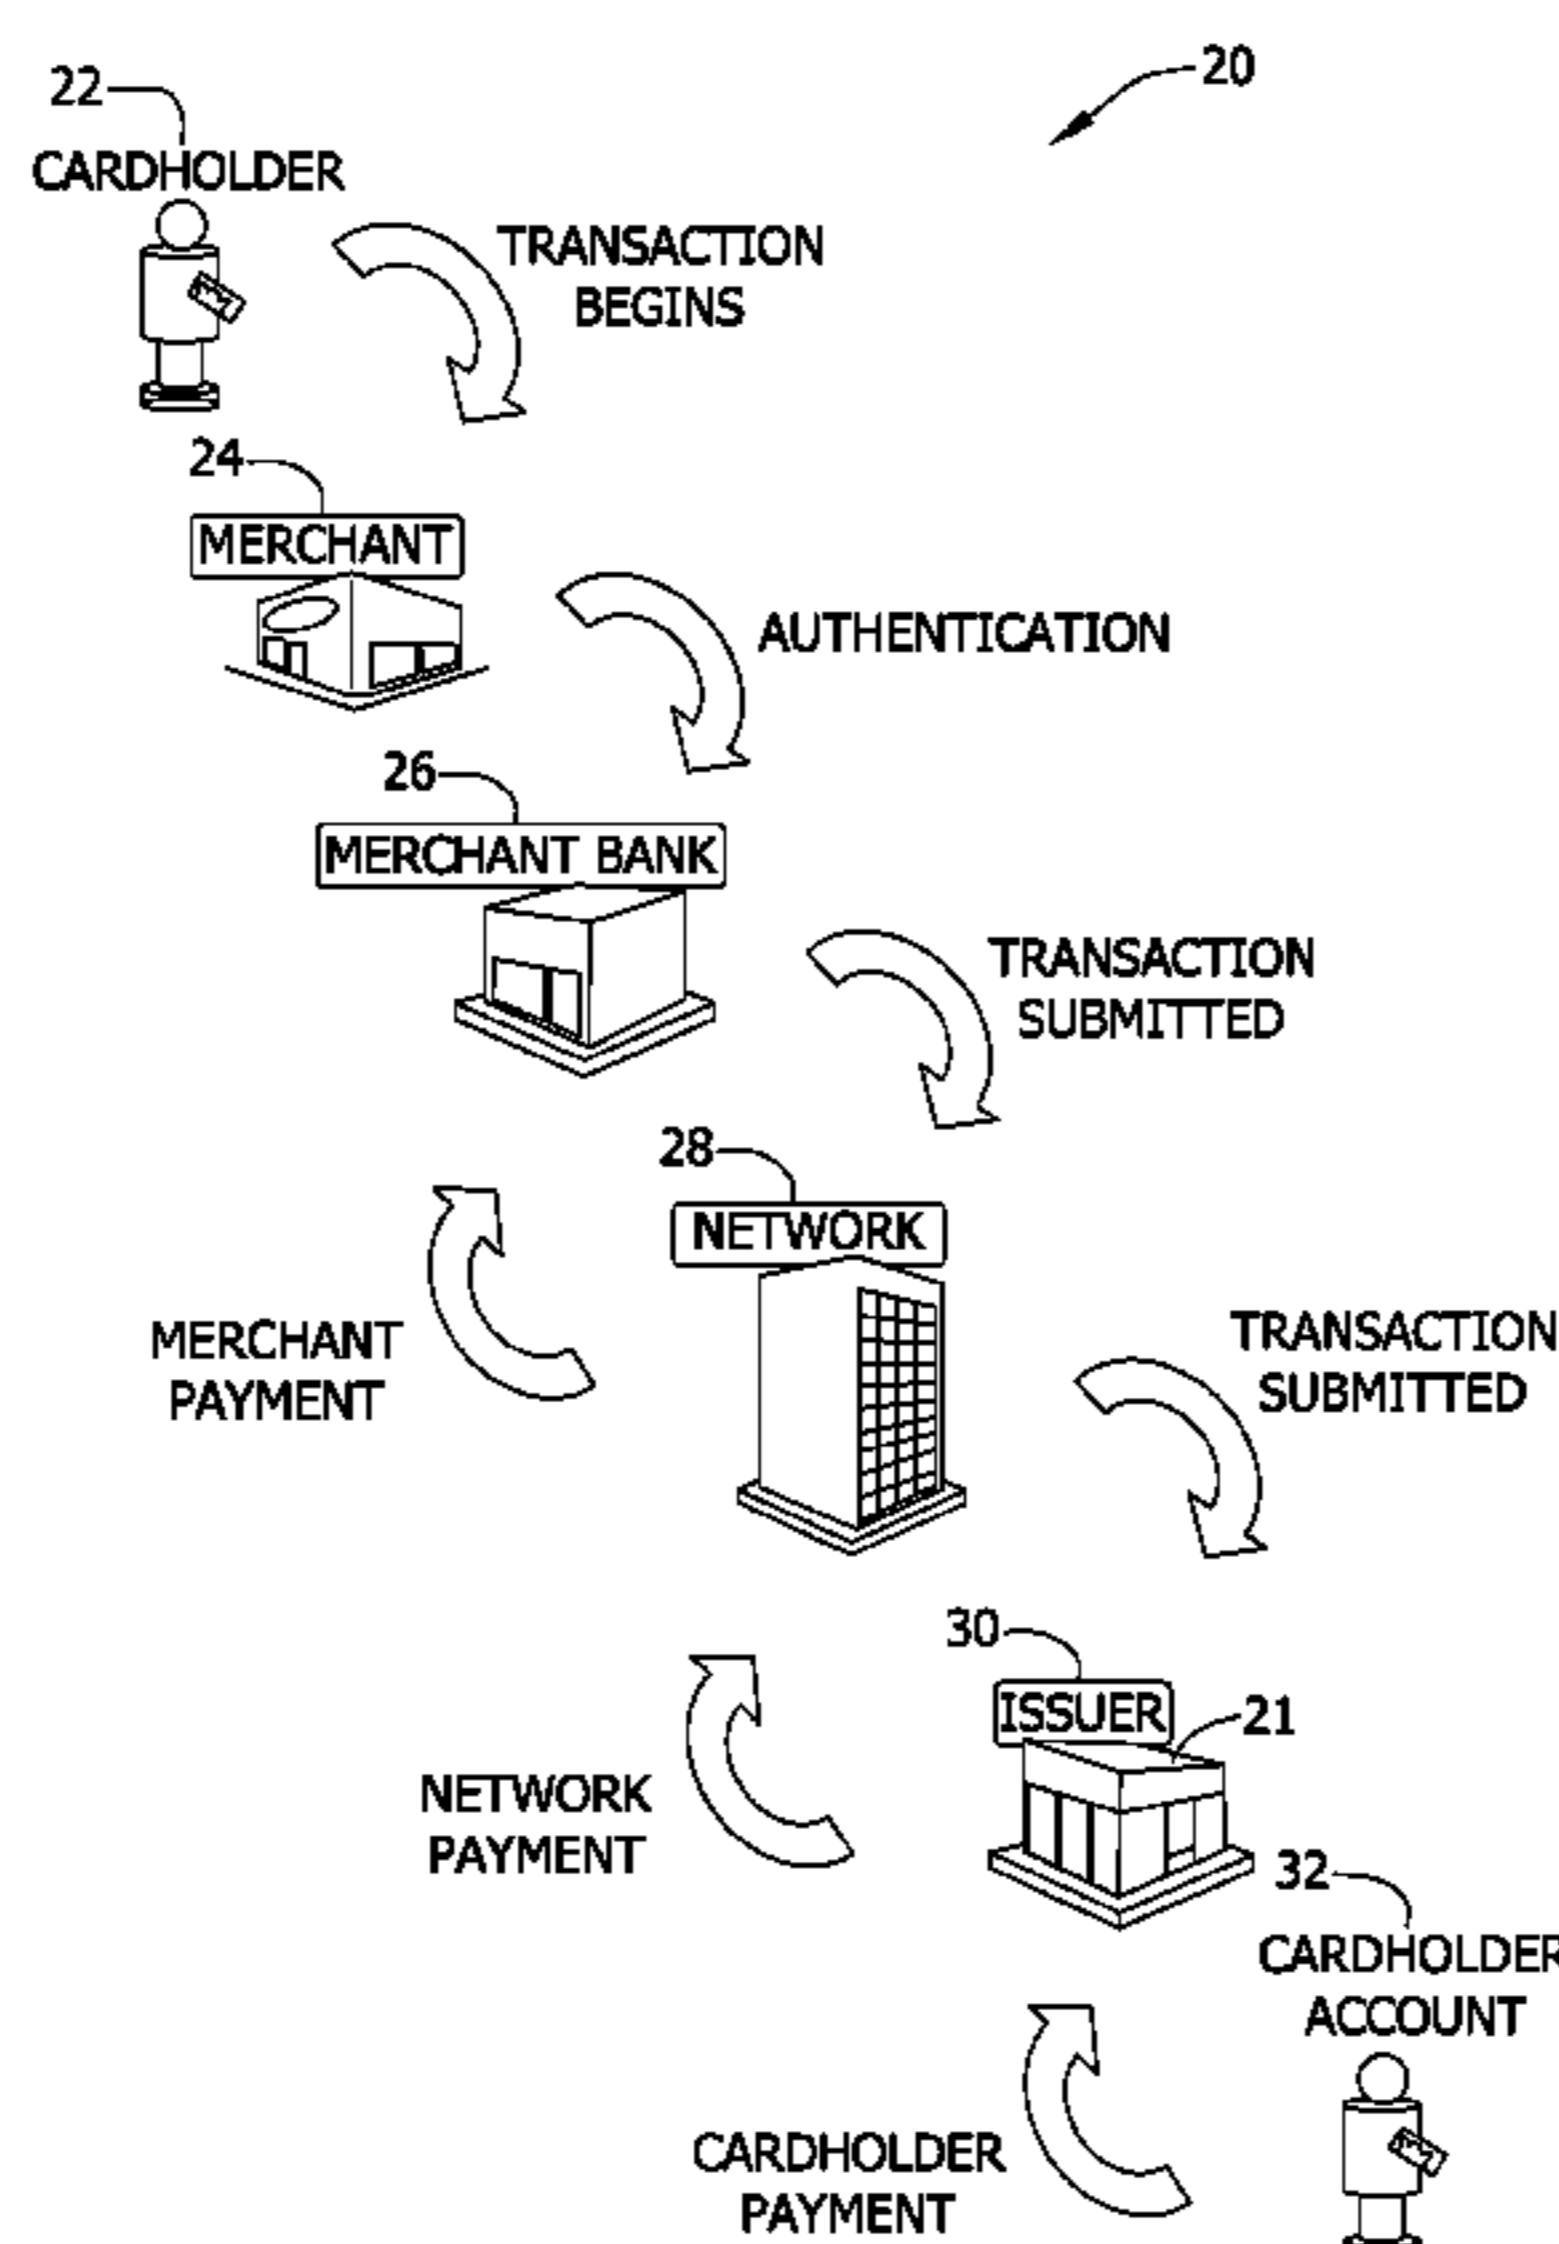 22
20
CARDHOLDER
TRANSACTION
BEGINS
24
MERCHANT
AUTHENTICATION
26
MERCHANT BANK
TRANSACTION
SUBMITTED
28
NETWORK
MERCHANT
PAYMENT
TRANSACTION
SUBMITTED
30
ISSUER
21
NETWORK
PAYMENT
32
CARDHOLDER
ACCOUNT
CARDHOLDER
PAYMENT